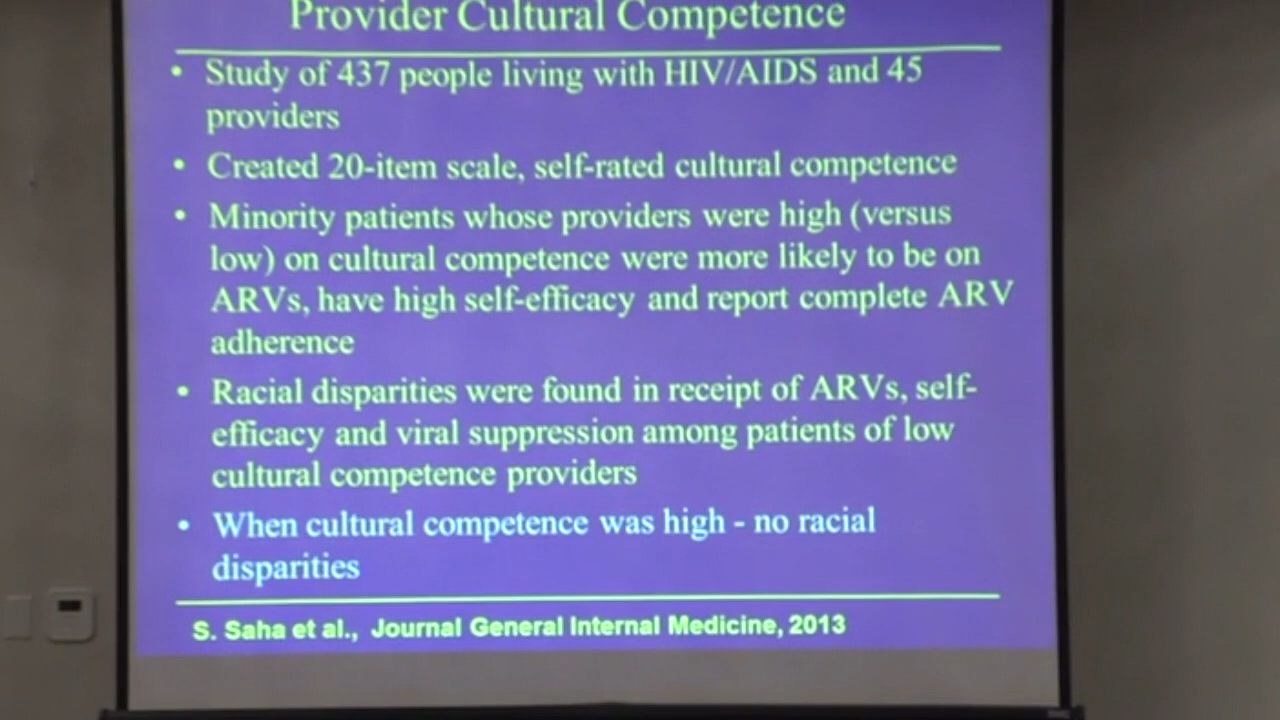 Provider Cultural Competence
• Study of 437 people living with HIV/AIDS and 45
providers
• Created 20-item scale, self-rated cultural competence
• Minority patients whose providers were high (versus
low) on cultural competence were more likely to be on
ARVs, have high self-efficacy and report complete ARV
adherence
• Racial disparities were found in receipt of ARVs, self-
efficacy and viral suppression among patients of low
cultural competence providers
• When cultural competence was high - no racial
disparities
S. Saha et al., Journal General Internal Medicine, 2013